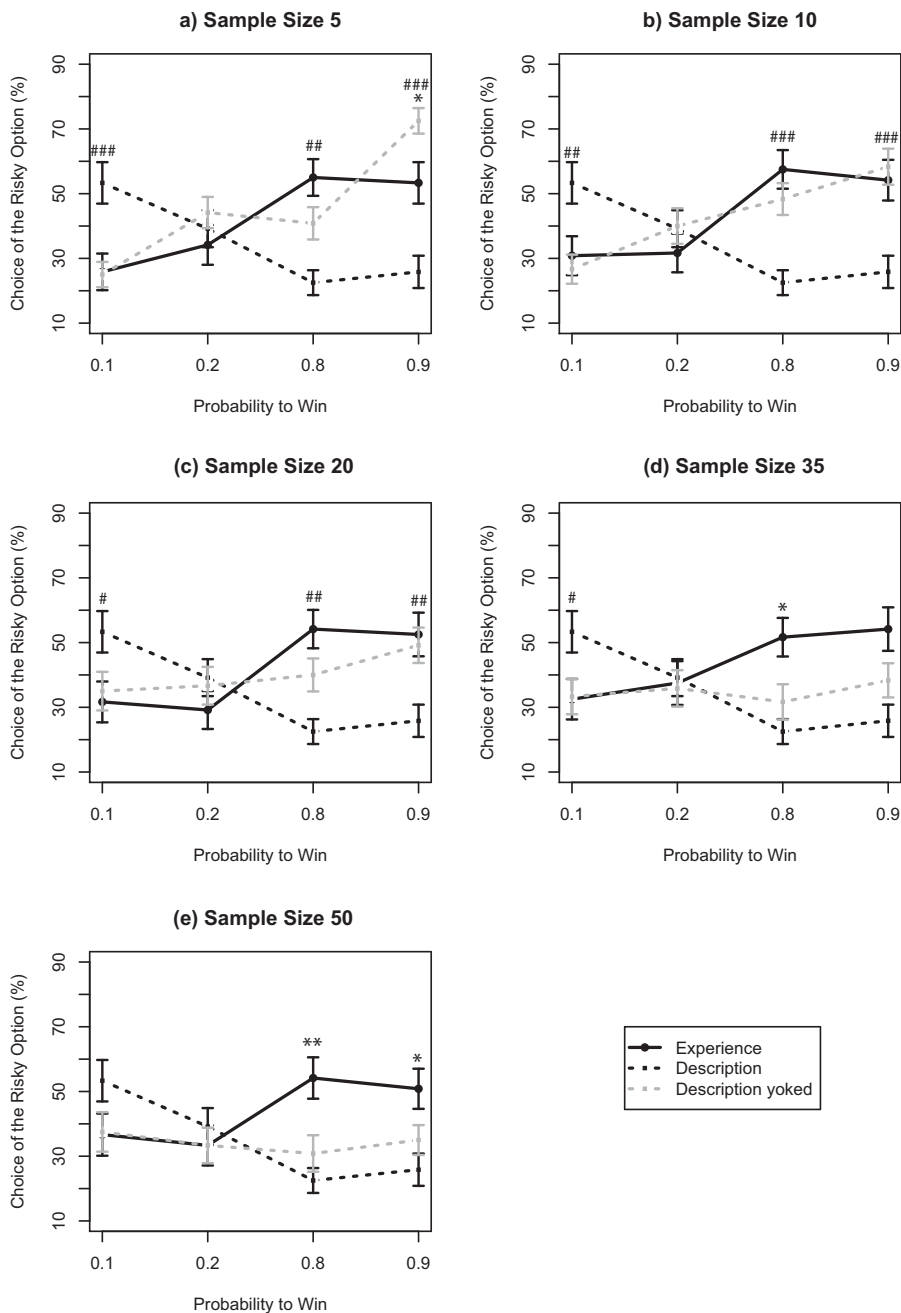 a) Sample Size 5
Choice of the Risky Option (%)
90
70
50
30
10
###
##
###
*
0.1 0.2 0.8 0.9
Probability to Win
b) Sample Size 10
Choice of the Risky Option (%)
90
70
50
30
10
##
###
###
0.1 0.2 0.8 0.9
Probability to Win
(c) Sample Size 20
Choice of the Risky Option (%)
90
70
50
30
10
#
##
##
0.1 0.2 0.8 0.9
Probability to Win
(d) Sample Size 35
Choice of the Risky Option (%)
90
70
50
30
10
#
*
0.1 0.2 0.8 0.9
Probability to Win
(e) Sample Size 50
Choice of the Risky Option (%)
90
70
50
30
10
**
*
0.1 0.2 0.8 0.9
Probability to Win
Experience
Description
Description yoked